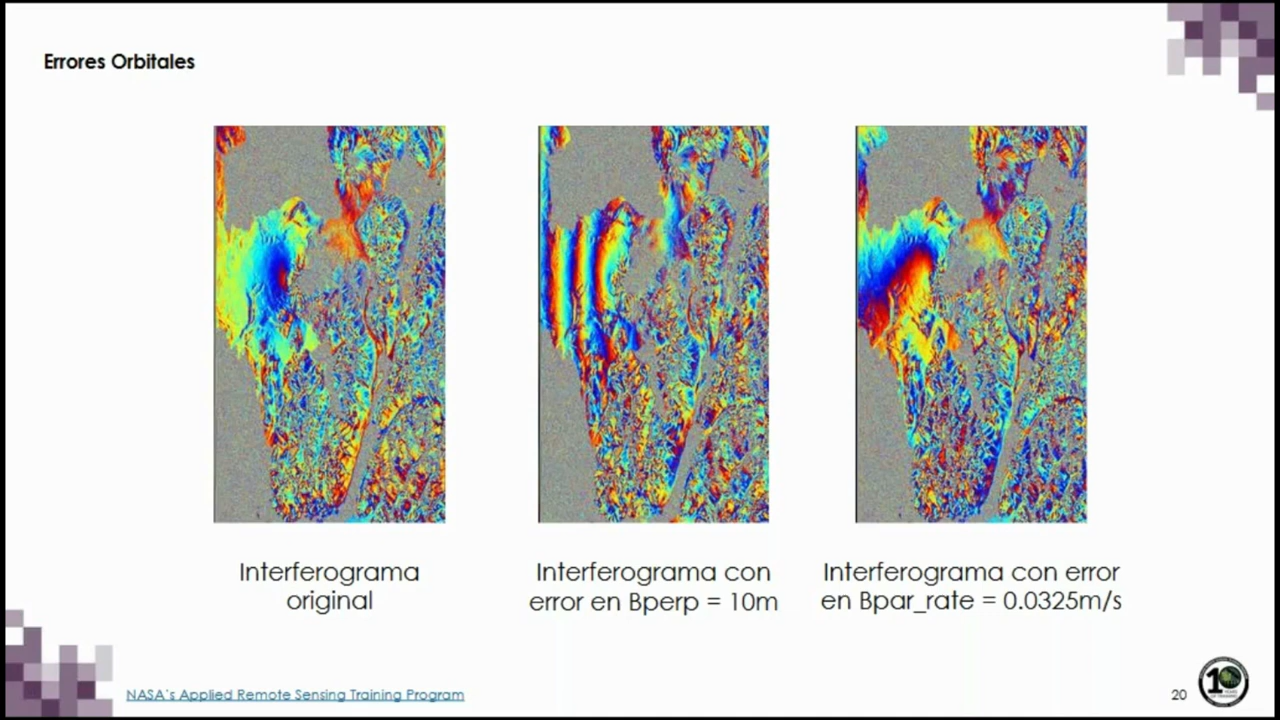 Errores Orbitales
Interferograma
original
Interferograma con
error en Bperp = 10m
Interferograma con error
en Bpar_rate = 0.0325m/s
NASA's Applied Remote Sensing Training Program
20
10